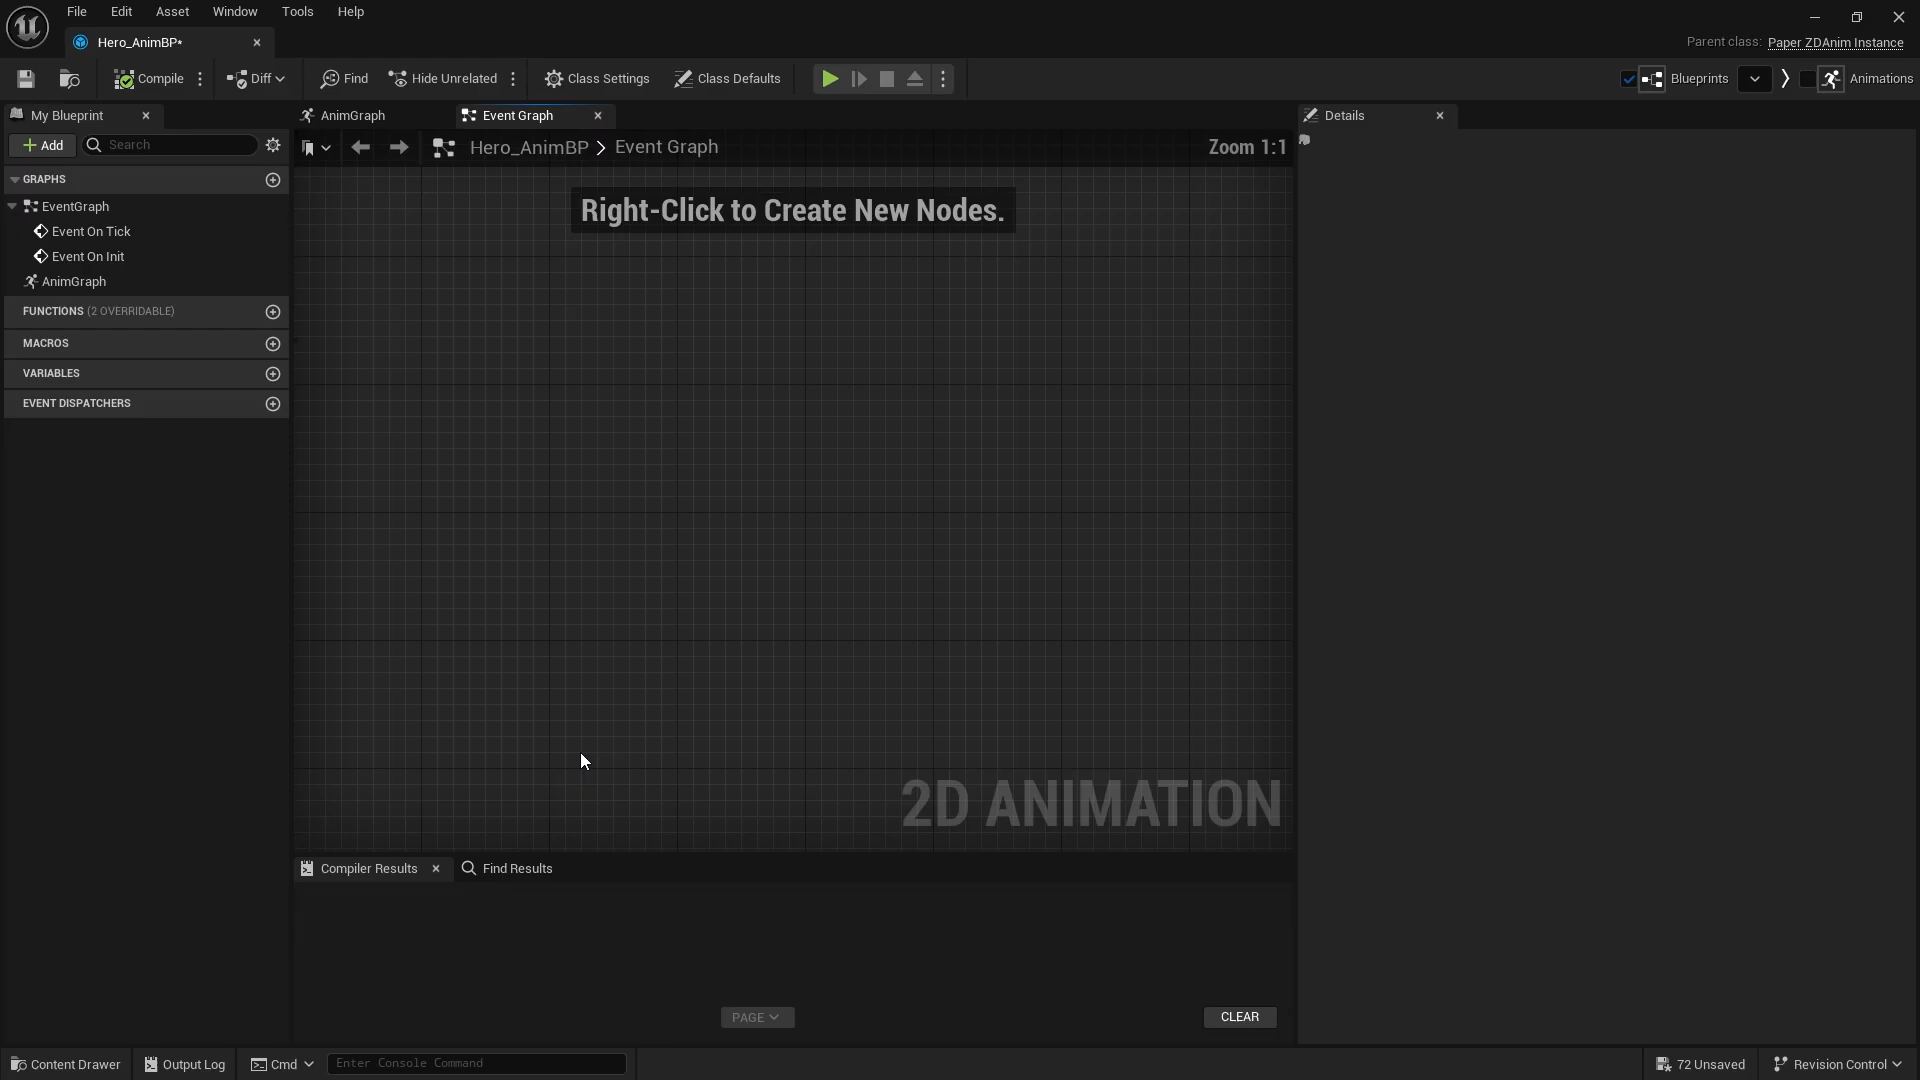 File Edit Asset Window Tools Help
Hero_AnimBP*
Parent class: Paper ZDAnim Instance
Compile Diff Find Hide Unrelated Class Settings Class Defaults Blueprints Animations
My Blueprint AnimGraph Event Graph Details
Add Search
Hero_AnimBP > Event Graph Zoom 1:1
GRAPHS
EventGraph
Event On Tick
Event On Init
AnimGraph
FUNCTIONS (2 OVERRIDABLE)
MACROS
VARIABLES
EVENT DISPATCHERS
Right-Click to Create New Nodes.
2D ANIMATION
Compiler Results Find Results
PAGE CLEAR
Content Drawer Output Log Cmd Enter Console Command 72 Unsaved Revision Control